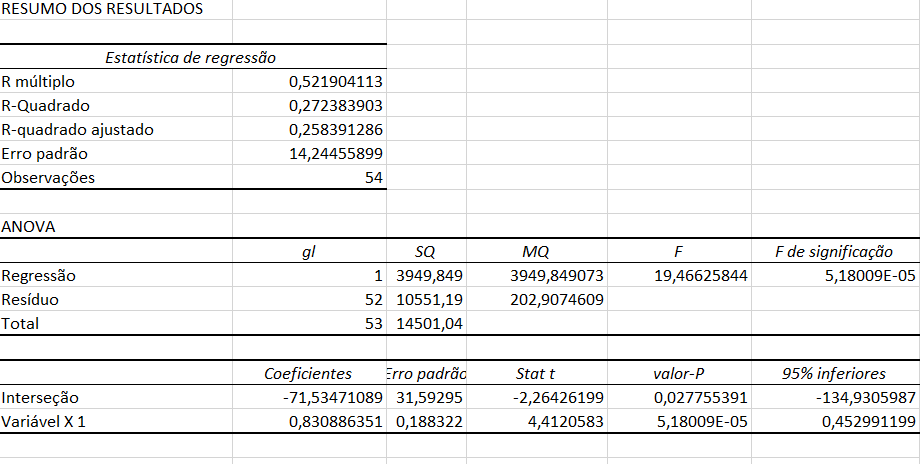 RESUMO DOS RESULTADOS
Estatística de regressão
R múltiplo 0,521904113
R-Quadrado 0,272383903
R-quadrado ajustado 0,258391286
Erro padrão 14,24455899
Observações 54
ANOVA
gl SQ MQ F F de significação
Regressão 1 3949,849 3949,849073 19,46625844 5,18009E-05
Resíduo 52 10551,19 202,9074609
Total 53 14501,04
Coeficientes Erro padrão Stat t valor-P 95% inferiores
Interseção -71,53471089 31,59295 -2,26426199 0,027755391 -134,9305987
Variável X 1 0,830886351 0,188322 4,4120583 5,18009E-05 0,452991199